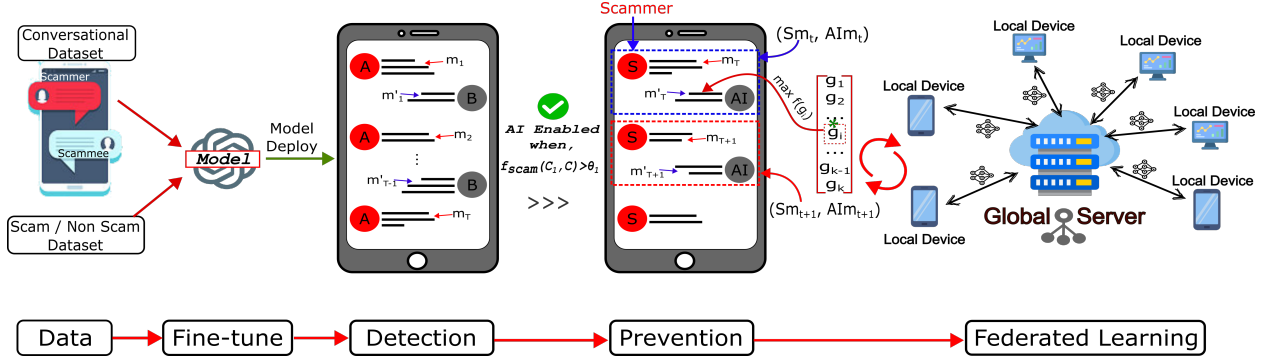 Conversational
Dataset
Scammer
Scammee
Scam / Non Scam
Dataset
Model
Model
Deploy
A
m1
m'1
B
A
m2
⋮
m'T-1
B
A
mT
AI Enabled
when,
fscam(C1,C)>θ1
>>>
Scammer
S
mT
m'T
AI
S
mT+1
m'T+1
AI
S
(Smt, AImt)
max f(gi)
g1
g2
...
*
gi
...
gk-1
gk
(Smt+1, AImt+1)
Local Device
Local Device
Local Device
Local Device
Local Device
Local Device
Global Server
Data
Fine-tune
Detection
Prevention
Federated Learning